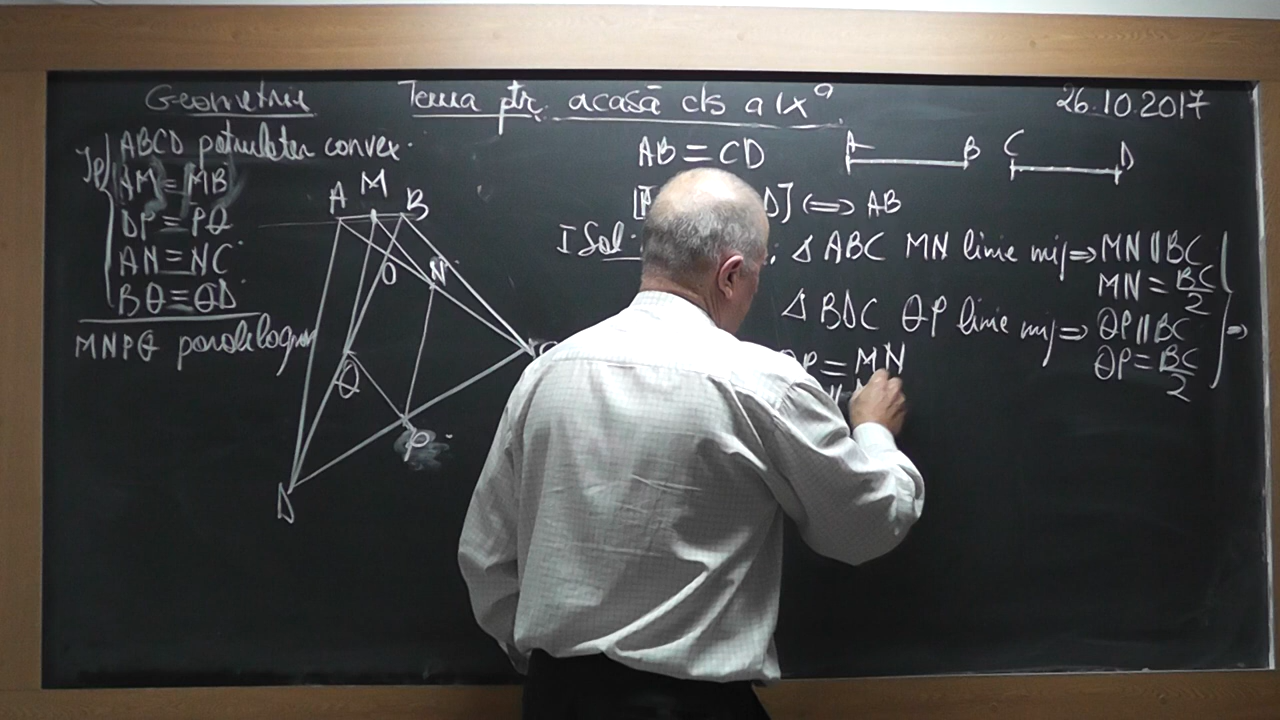 Geometrie Tema ptr. acasă cls a IX a 26.10.2017
Ip ABCD patrulater convex.
AM = MB
DP = PQ
AN = NC
BQ = QD
MNPQ paralelogram
A M B
O N
Q C
P
D
AB = CD A B C D
D] ⇔ AB
I Sol: Δ ABC MN linie mij ⇒ MN ∥ BC
MN = BC/2
Δ BDC QP linie mij ⇒ QP ∥ BC
QP = BC/2 ⇒
QP = MN